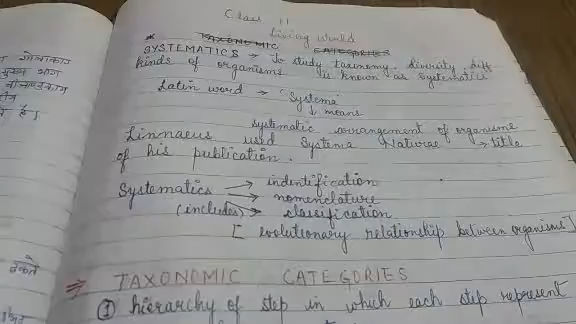 Class 11
Living World
* TAXONOMIC CATEGORIES
SYSTEMATICS → To study taxonomy, diversity, diff
kinds of organisms is known as systematics
Latin word → "Systema
↓ means
systematic arrangement of organisms
Linnaeus used Systema Naturae → title
of his publication.
Systematics → indentification
(includes) → nomenclature
→ classification
[evolutionary relationship between organisms]
⇒ TAXONOMIC CATEGORIES
① hierarchy of step in which each step represent
गोलाकार
मुख्य भाग
है।